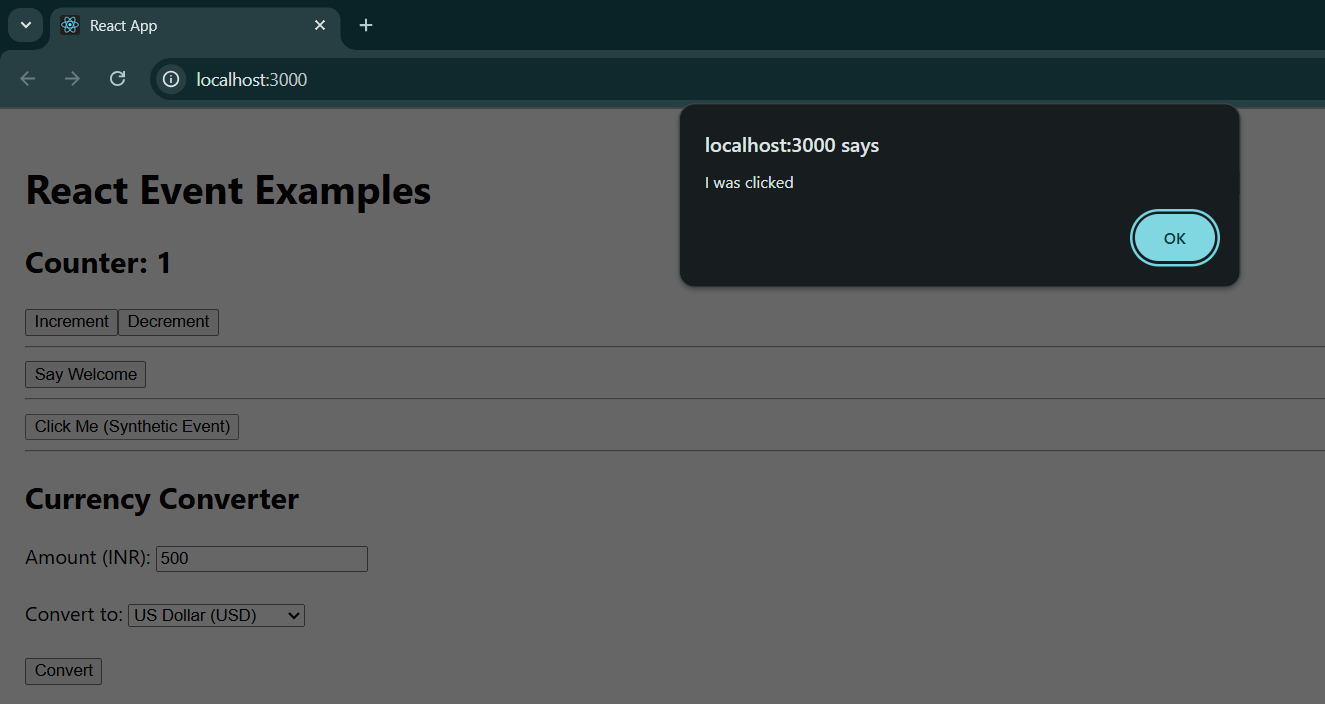 React App
localhost:3000
localhost:3000 says
I was clicked
OK
React Event Examples
Counter: 1
Increment Decrement
Say Welcome
Click Me (Synthetic Event)
Currency Converter
Amount (INR): 500
Convert to: US Dollar (USD)
Convert